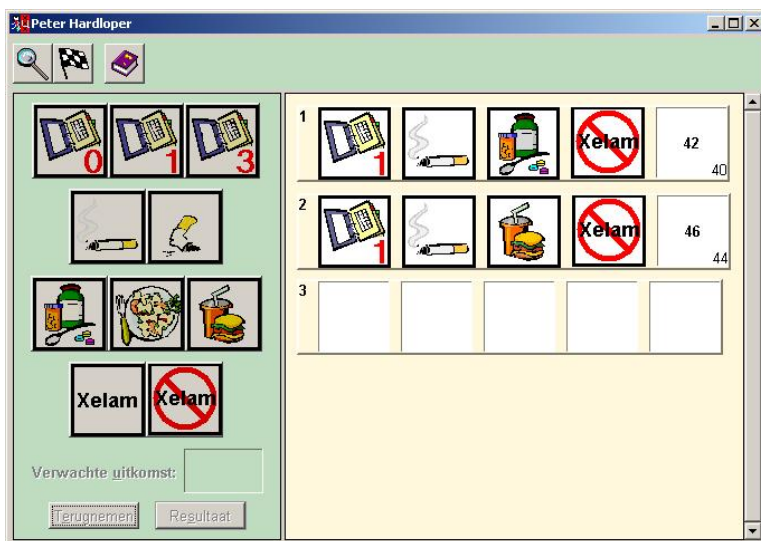 Peter Hardloper
0 1 3
Xelam Xelam
Verwachte uitkomst:
Terugnemen Resultaat
1 1 Xelam 42
40
2 1 Xelam 46
44
3